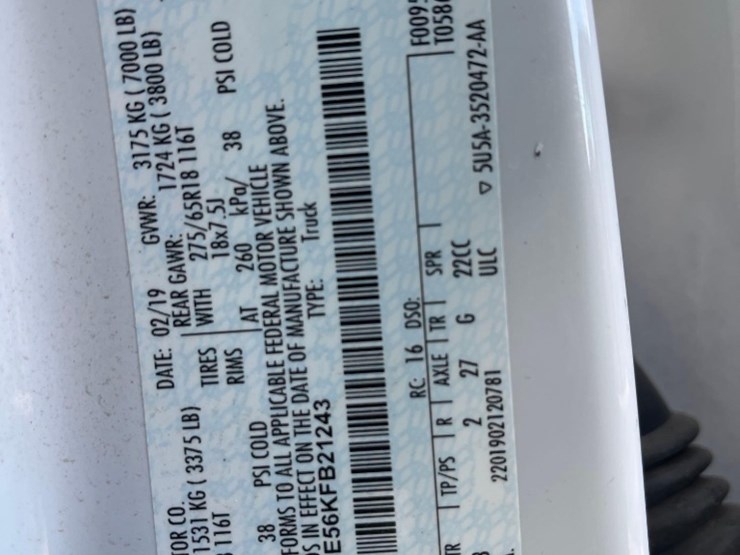 TOR CO. DATE: 02/19 GVWR: 3175 KG ( 7000 LB)
1531 KG ( 3375 LB) REAR GAWR: 1724 KG ( 3800 LB)
116T TIRES WITH 275/65R18 116T
RIMS 18x7.5J
38 PSI COLD AT 260 kPa/ 38 PSI COLD
FORMS TO ALL APPLICABLE FEDERAL MOTOR VEHICLE
S IN EFFECT ON THE DATE OF MANUFACTURE SHOWN ABOVE.
E56KFB21243 TYPE: Truck
F009
RC: 16 DSO: T058
TP/PS R AXLE TR SPR
2 27 G 22CC
2201902120781 ULC ▽ 5U5A-3520472-AA